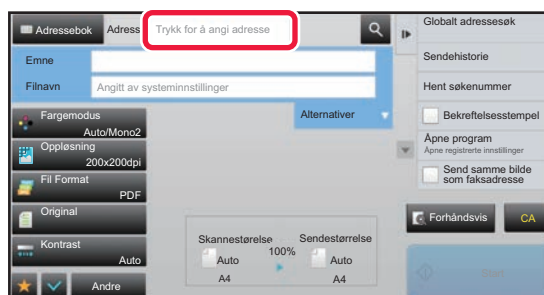 Adressebok Adress Trykk for å angi adresse
Emne
Filnavn Angitt av systeminnstillinger
Alternativer
Fargemodus
Auto/Mono2
Oppløsning
200x200dpi
Fil Format
PDF
Original
Kontrast
Auto
Andre
Skannestørelse
100%
Sendestørrelse
Auto
Auto
A4
A4
Globalt adressesøk
Sendehistorie
Hent søkenummer
Bekreftelsesstempel
Åpne program
Åpne registrerte innstillinger
Send samme bilde
som faksadresse
Forhåndsvis
CA
Start